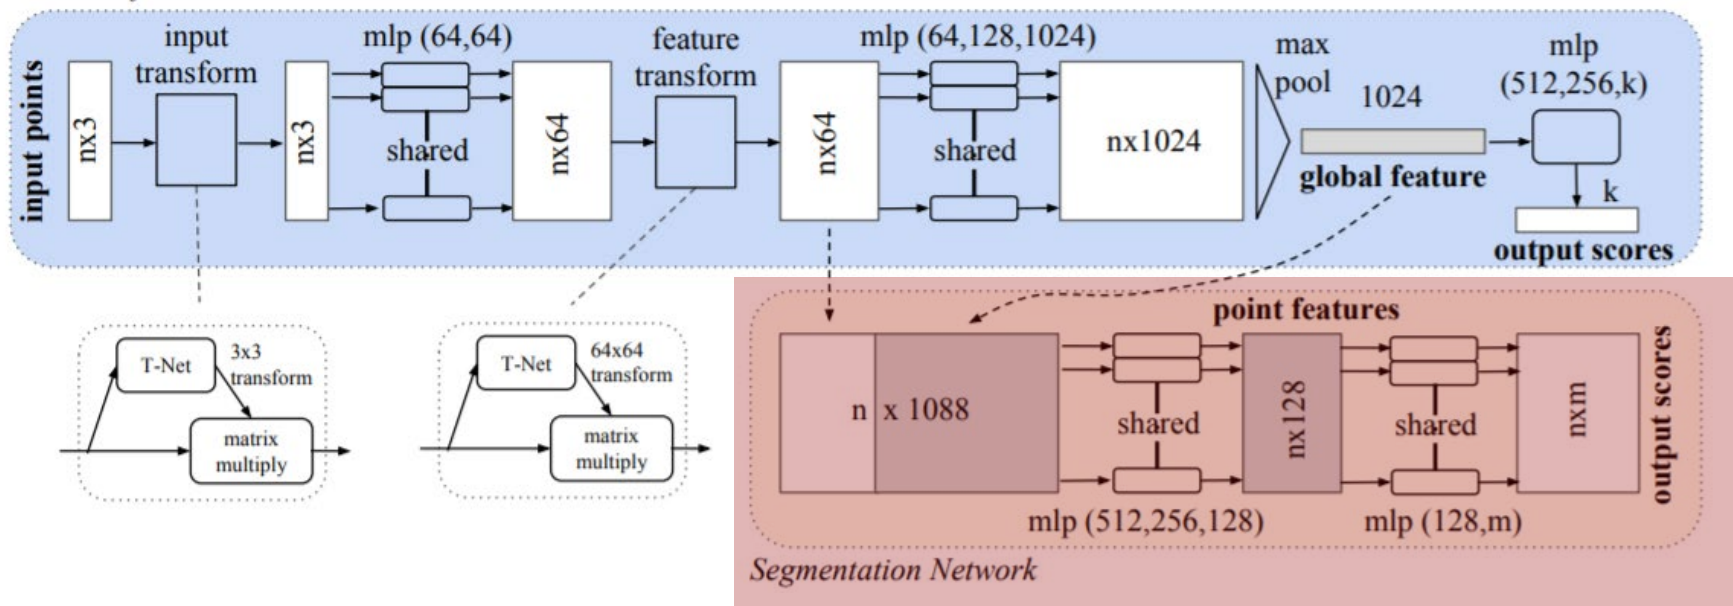 input
transform
mlp (64,64)
feature
transform
mlp (64,128,1024)
max
pool
mlp
(512,256,k)
input points
nx3
nx3
shared
nx64
nx64
shared
nx1024
1024
global feature
k
output scores
T-Net
3x3
transform
matrix
multiply
T-Net
64x64
transform
matrix
multiply
point features
n x 1088
shared
nx128
shared
nxm
output scores
mlp (512,256,128)
mlp (128,m)
Segmentation Network